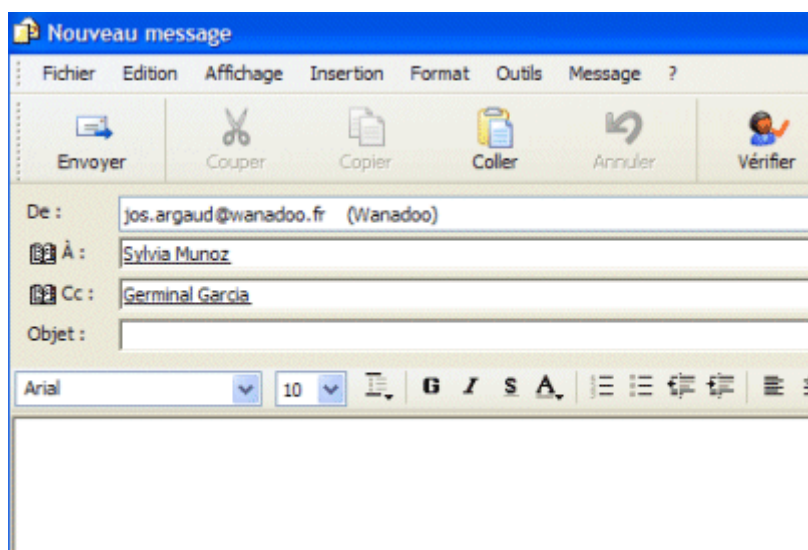 Nouveau message
Fichier Edition Affichage Insertion Format Outils Message ?
Envoyer Couper Copier Coller Annuler Vérifier
De : jos.argaud@wanadoo.fr (Wanadoo)
À : Sylvia Munoz
Cc : Germinal Garcia
Objet :
Arial 10 G I S A